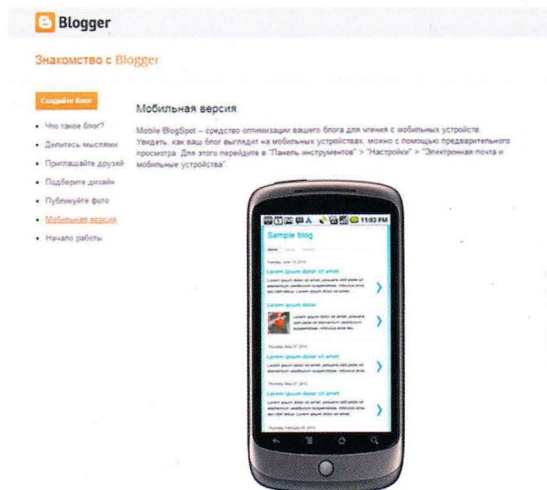 Blogger
Знакомство с Blogger
Создайте блог
• Что такое блог?
• Делитесь мыслями
• Приглашайте друзей
• Подберите дизайн
• Публикуйте фото
• Мобильная версия
• Начало работы
Мобильная версия
Mobile BlogSpot – средство оптимизации вашего блога для чтения с мобильных устройств.
Увидеть, как ваш блог выглядит на мобильных устройствах, можно с помощью предварительного
просмотра. Для этого перейдите в "Панель инструментов" > "Настройки" > "Электронная почта и
мобильные устройства"
11:03 PM
Sample blog
Lorem ipsum dolor sit amet
Lorem ipsum dolor
Lorem ipsum dolor sit amet
Lorem ipsum dolor sit amet